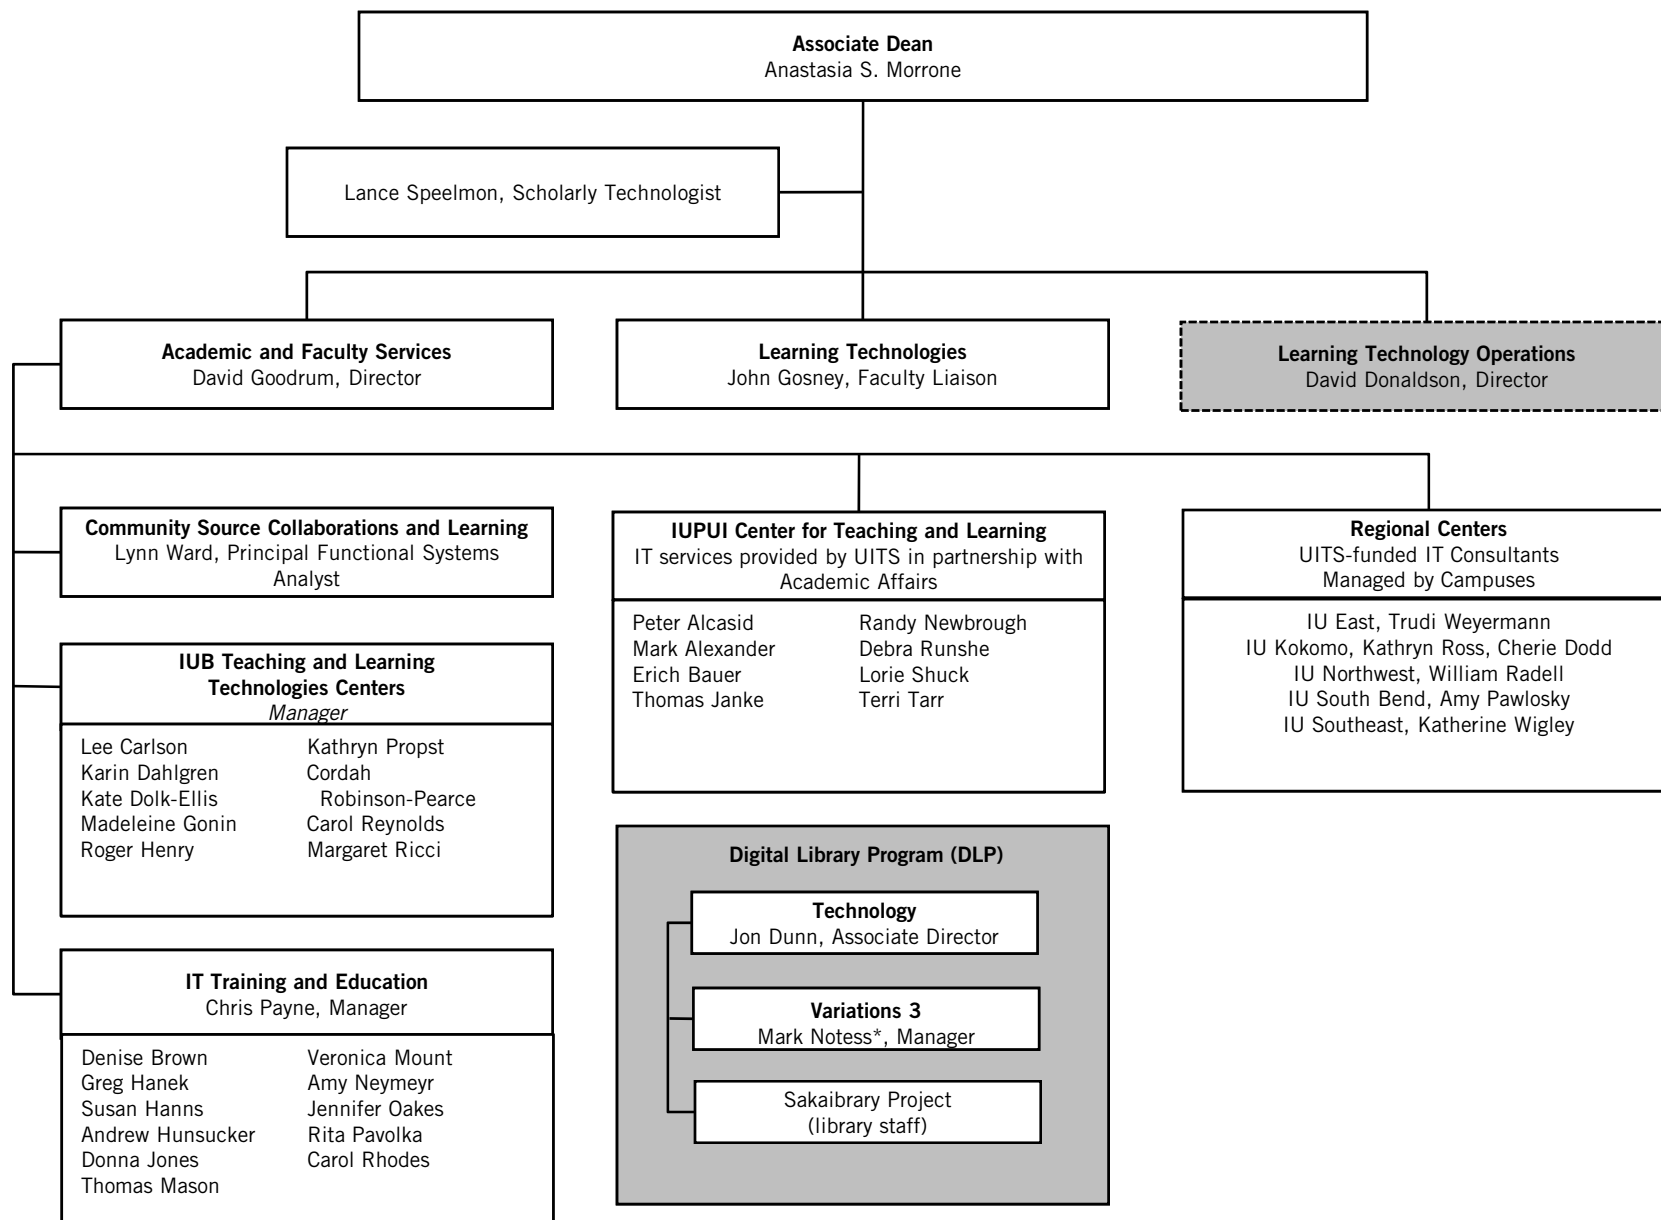 Associate Dean
Anastasia S. Morrone
Lance Speelmon, Scholarly Technologist
Academic and Faculty Services
David Goodrum, Director
Learning Technologies
John Gosney, Faculty Liaison
Learning Technology Operations
David Donaldson, Director
Community Source Collaborations and Learning
Lynn Ward, Principal Functional Systems
Analyst
IUPUI Center for Teaching and Learning
IT services provided by UITS in partnership with
Academic Affairs
Peter Alcasid
Mark Alexander
Erich Bauer
Thomas Janke
Randy Newbrough
Debra Runshe
Lorie Shuck
Terri Tarr
Regional Centers
UITS-funded IT Consultants
Managed by Campuses
IU East, Trudi Weyermann
IU Kokomo, Kathryn Ross, Cherie Dodd
IU Northwest, William Radell
IU South Bend, Amy Pawlosky
IU Southeast, Katherine Wigley
IUB Teaching and Learning
Technologies Centers
Manager
Lee Carlson
Karin Dahlgren
Kate Dolk-Ellis
Madeleine Gonin
Roger Henry
Kathryn Propst
Cordah
Robinson-Pearce
Carol Reynolds
Margaret Ricci
Digital Library Program (DLP)
Technology
Jon Dunn, Associate Director
Variations 3
Mark Notess*, Manager
Sakaibrary Project
(library staff)
IT Training and Education
Chris Payne, Manager
Denise Brown
Greg Hanek
Susan Hanns
Andrew Hunsucker
Donna Jones
Thomas Mason
Veronica Mount
Amy Neymeyr
Jennifer Oakes
Rita Pavolka
Carol Rhodes